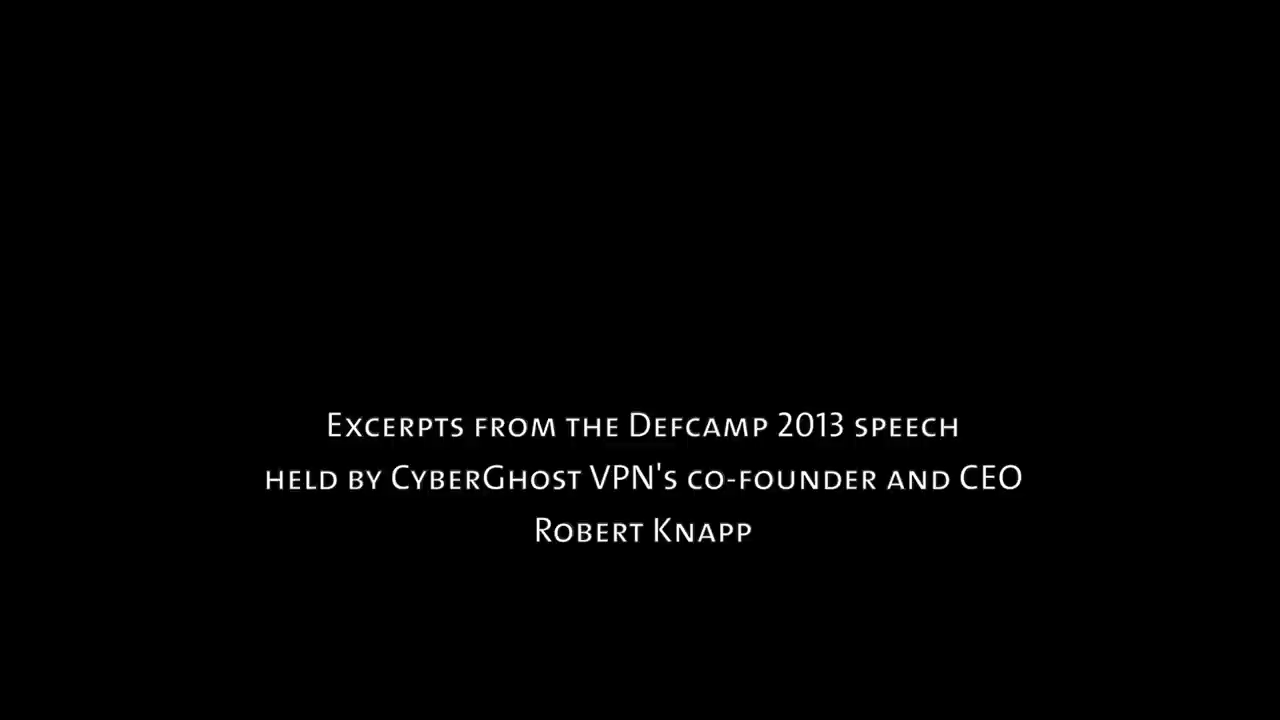 Excerpts from the Defcamp 2013 speech
held by CyberGhost VPN's co-founder and CEO
Robert Knapp